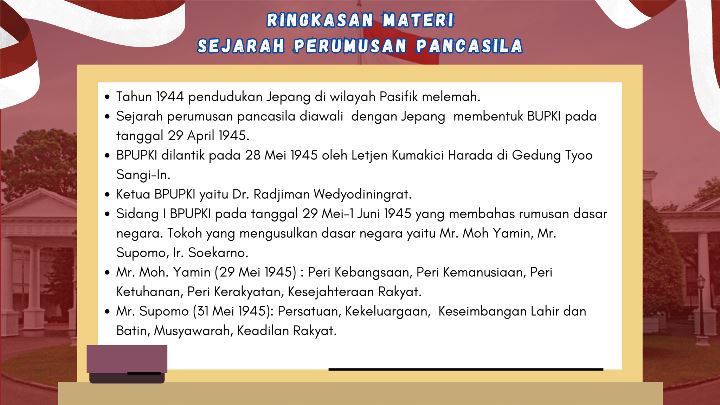 RINGKASAN MATERI
SEJARAH PERUMUSAN PANCASILA
• Tahun 1944 pendudukan Jepang di wilayah Pasifik melemah.
• Sejarah perumusan pancasila diawali dengan Jepang membentuk BUPKI pada
tanggal 29 April 1945.
• BPUPKI dilantik pada 28 Mei 1945 oleh Letjen Kumakici Harada di Gedung Tyoo
Sangi-In.
• Ketua BPUPKI yaitu Dr. Radjiman Wedyodiningrat.
• Sidang I BPUPKI pada tanggal 29 Mei-1 Juni 1945 yang membahas rumusan dasar
negara. Tokoh yang mengusulkan dasar negara yaitu Mr. Moh Yamin, Mr.
Supomo, Ir. Soekarno.
• Mr. Moh. Yamin (29 Mei 1945) : Peri Kebangsaan, Peri Kemanusiaan, Peri
Ketuhanan, Peri Kerakyatan, Kesejahteraan Rakyat.
• Mr. Supomo (31 Mei 1945): Persatuan, Kekeluargaan, Keseimbangan Lahir dan
Batin, Musyawarah, Keadilan Rakyat.